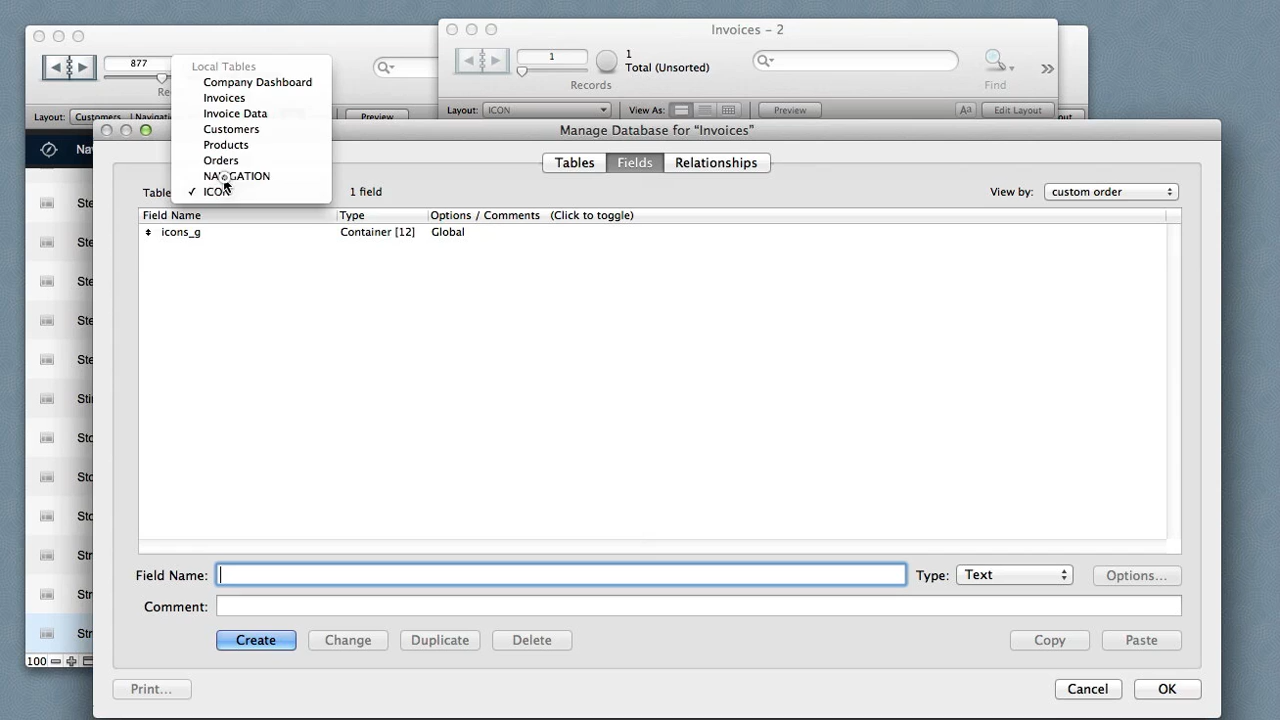 Invoices – 2
877
Local Tables
Company Dashboard
Invoices
Invoice Data
Customers
Products
Orders
NAVIGATION
✓ ICON
1
1
Total (Unsorted)
Records
Find
Layout: Customers
Layout: ICON
View As:
Preview
Aa
Edit Layout
Preview
Manage Database for “Invoices”
Tables
Fields
Relationships
1 field
View by: custom order
Field Name
Type
Options / Comments (Click to toggle)
icons_g
Container [12]
Global
Field Name:
Type: Text
Options...
Comment:
Create
Change
Duplicate
Delete
Copy
Paste
Print...
Cancel
OK
100